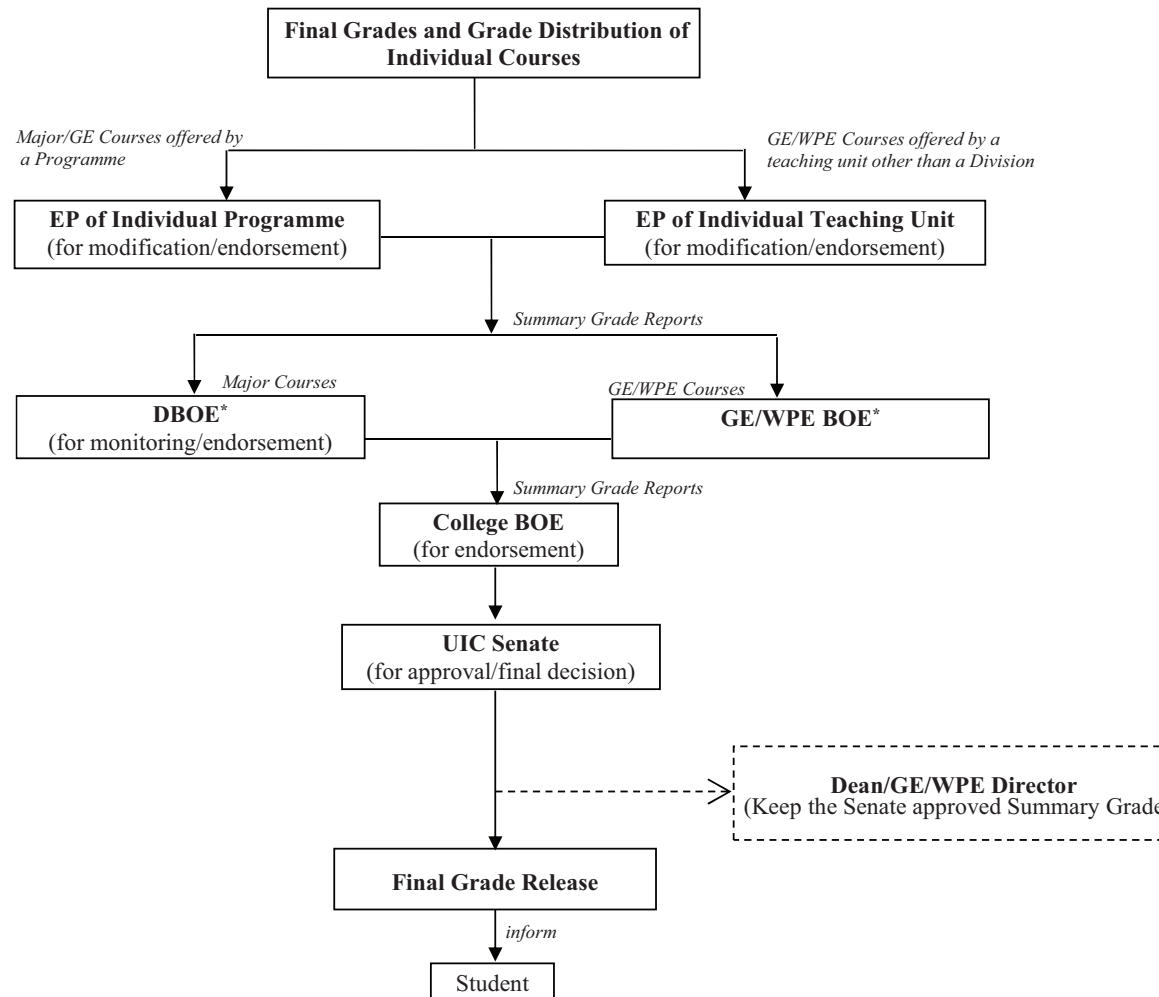 Final Grades and Grade Distribution of
Individual Courses
Major/GE Courses offered by
a Programme
GE/WPE Courses offered by a
teaching unit other than a Division
EP of Individual Programme
(for modification/endorsement)
EP of Individual Teaching Unit
(for modification/endorsement)
Summary Grade Reports
Major Courses
GE/WPE Courses
DBOE*
(for monitoring/endorsement)
GE/WPE BOE*
Summary Grade Reports
College BOE
(for endorsement)
UIC Senate
(for approval/final decision)
Dean/GE/WPE Director
(Keep the Senate approved Summary Grade
Final Grade Release
inform
Student